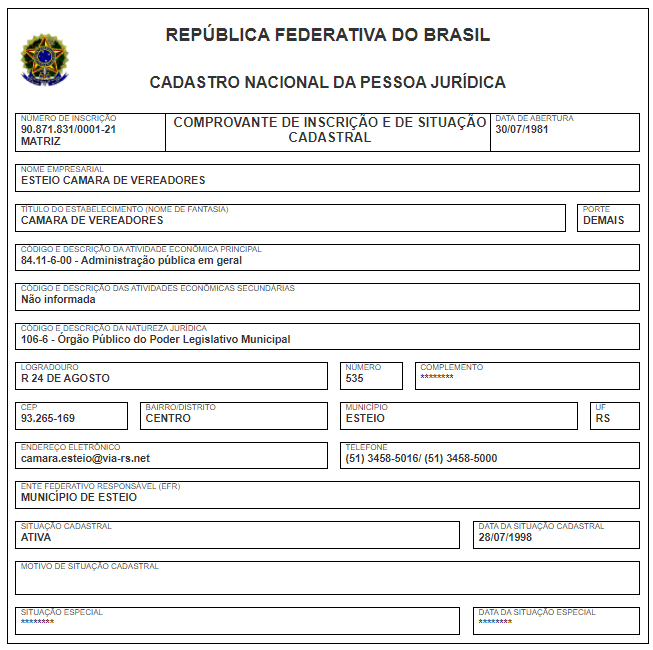 REPÚBLICA FEDERATIVA DO BRASIL
CADASTRO NACIONAL DA PESSOA JURÍDICA
NÚMERO DE INSCRIÇÃO
90.871.831/0001-21
MATRIZ
COMPROVANTE DE INSCRIÇÃO E DE SITUAÇÃO
CADASTRAL
DATA DE ABERTURA
30/07/1981
NOME EMPRESARIAL
ESTEIO CAMARA DE VEREADORES
TÍTULO DO ESTABELECIMENTO (NOME DE FANTASIA)
CAMARA DE VEREADORES
PORTE
DEMAIS
CÓDIGO E DESCRIÇÃO DA ATIVIDADE ECONÔMICA PRINCIPAL
84.11-6-00 - Administração pública em geral
CÓDIGO E DESCRIÇÃO DAS ATIVIDADES ECONÔMICAS SECUNDÁRIAS
Não informada
CÓDIGO E DESCRIÇÃO DA NATUREZA JURÍDICA
106-6 - Órgão Público do Poder Legislativo Municipal
LOGRADOURO
R 24 DE AGOSTO
NÚMERO
535
COMPLEMENTO
********
CEP
93.265-169
BAIRRO/DISTRITO
CENTRO
MUNICÍPIO
ESTEIO
UF
RS
ENDEREÇO ELETRÔNICO
camara.esteio@via-rs.net
TELEFONE
(51) 3458-5016/ (51) 3458-5000
ENTE FEDERATIVO RESPONSÁVEL (EFR)
MUNICÍPIO DE ESTEIO
SITUAÇÃO CADASTRAL
ATIVA
DATA DA SITUAÇÃO CADASTRAL
28/07/1998
MOTIVO DE SITUAÇÃO CADASTRAL
SITUAÇÃO ESPECIAL
********
DATA DA SITUAÇÃO ESPECIAL
********